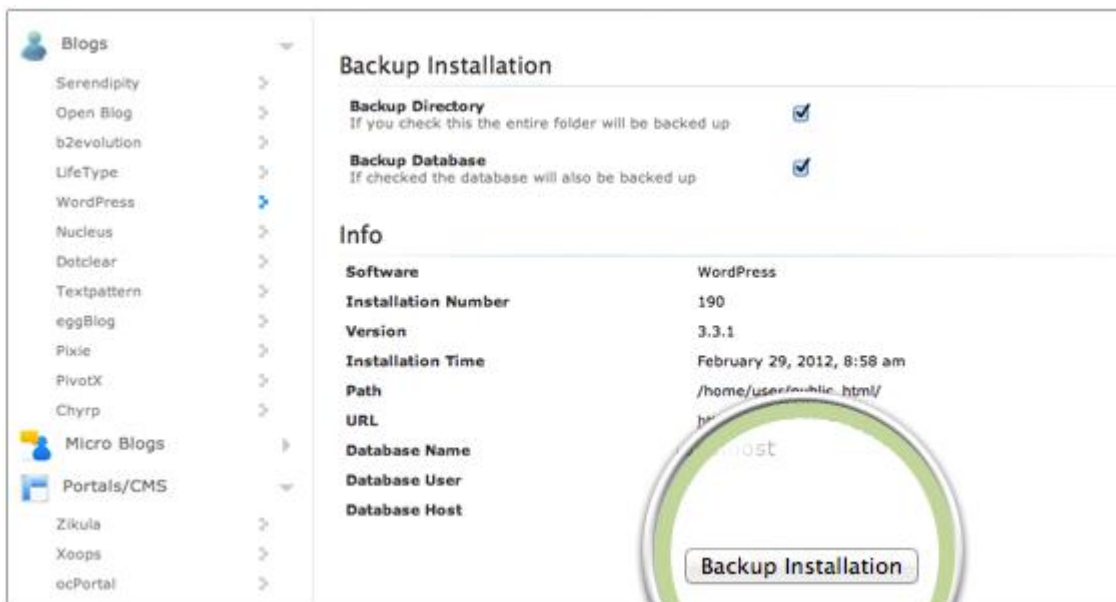 Blogs
Serendipity
Open Blog
b2evolution
LifeType
WordPress
Nucleus
Dotclear
Textpattern
eggBlog
Pixie
PivotX
Chyrp
Micro Blogs
Portals/CMS
Zikula
Xoops
ocPortal
Backup Installation
Backup Directory
If you check this the entire folder will be backed up
Backup Database
If checked the database will also be backed up
Info
Software WordPress
Installation Number 190
Version 3.3.1
Installation Time February 29, 2012, 8:58 am
Path /home/user/public_html/
URL
Database Name
Database User
Database Host
Backup Installation